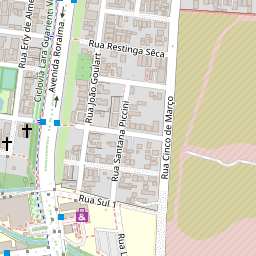 Rua Erly de Alme
Ciclovia Lara Guarienti V
Avenida Roraima
Rua Restinga Sêca
Rua João Goulart
Rua Santana Piccini
Rua Cinco de Março
Rua Sul 1
Rua L